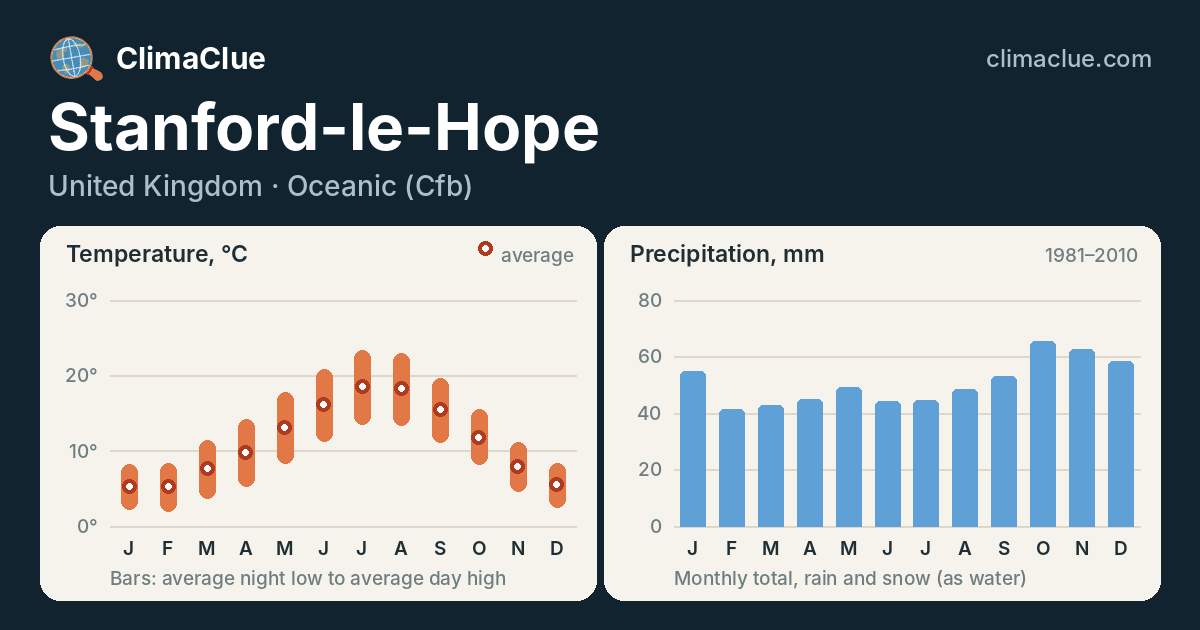 ClimaClue
climaclue.com
Stanford-le-Hope
United Kingdom · Oceanic (Cfb)
Temperature, °C
average
30°
20°
10°
0°
J F M A M J J A S O N D
Bars: average night low to average day high
Precipitation, mm
1981–2010
80
60
40
20
0
J F M A M J J A S O N D
Monthly total, rain and snow (as water)